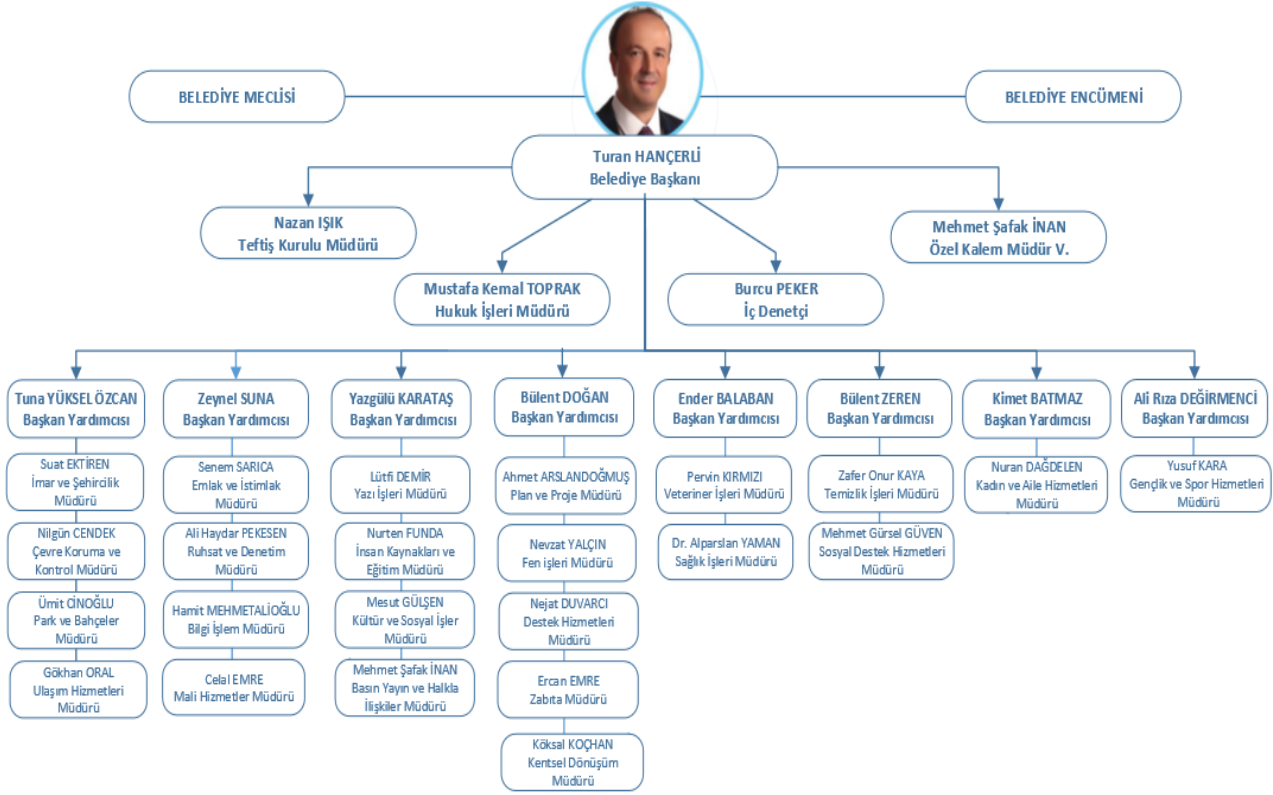 BELEDİYE MECLİSİ
BELEDİYE ENCÜMENİ
Turan HANÇERLİ
Belediye Başkanı
Nazan IŞIK
Teftiş Kurulu Müdürü
Mehmet Şafak İNAN
Özel Kalem Müdür V.
Mustafa Kemal TOPRAK
Hukuk İşleri Müdürü
Burcu PEKER
İç Denetçi
Tuna YÜKSEL ÖZCAN
Başkan Yardımcısı
Suat EKTİREN
İmar ve Şehircilik
Müdürü
Nilgün CENDEK
Çevre Koruma ve
Kontrol Müdürü
Ümit CİNOĞLU
Park ve Bahçeler
Müdürü
Gökhan ORAL
Ulaşım Hizmetleri
Müdürü
Zeynel SUNA
Başkan Yardımcısı
Senem SARICA
Emlak ve İstimlak
Müdürü
Ali Haydar PEKESEN
Ruhsat ve Denetim
Müdürü
Hamit MEHMETALİOĞLU
Bilgi İşlem Müdürü
Celal EMRE
Mali Hizmetler Müdürü
Yazgülü KARATAŞ
Başkan Yardımcısı
Lütfi DEMİR
Yazı İşleri Müdürü
Nurten FUNDA
İnsan Kaynakları ve
Eğitim Müdürü
Mesut GÜLŞEN
Kültür ve Sosyal İşler
Müdürü
Mehmet Şafak İNAN
Basın Yayın ve Halkla
İlişkiler Müdürü
Bülent DOĞAN
Başkan Yardımcısı
Ahmet ARSLANDOĞMUŞ
Plan ve Proje Müdürü
Nevzat YALÇIN
Fen işleri Müdürü
Nejat DUVARCI
Destek Hizmetleri
Müdürü
Ercan EMRE
Zabıta Müdürü
Köksal KOÇHAN
Kentsel Dönüşüm
Müdürü
Ender BALABAN
Başkan Yardımcısı
Pervin KIRMIZI
Veteriner İşleri Müdürü
Dr. Alparslan YAMAN
Sağlık İşleri Müdürü
Bülent ZEREN
Başkan Yardımcısı
Zafer Onur KAYA
Temizlik İşleri Müdürü
Mehmet Gürsel GÜVEN
Sosyal Destek Hizmetleri
Müdürü
Kimet BATMAZ
Başkan Yardımcısı
Nuran DAĞDELEN
Kadın ve Aile Hizmetleri
Müdürü
Ali Rıza DEĞİRMENCİ
Başkan Yardımcısı
Yusuf KARA
Gençlik ve Spor Hizmetleri
Müdürü